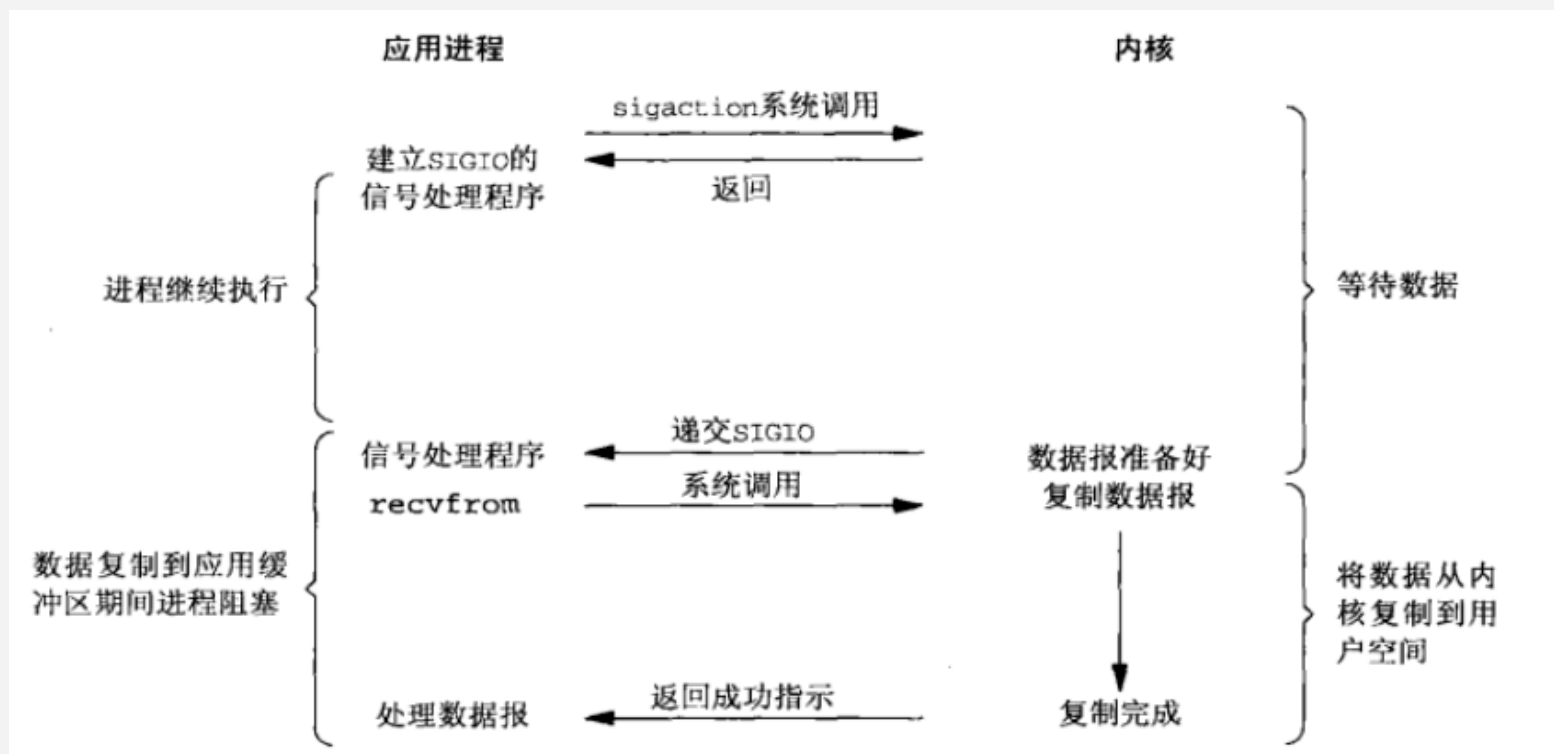 应用进程
内核
sigaction系统调用
建立SIGIO的
信号处理程序
返回
进程继续执行
等待数据
递交SIGIO
信号处理程序
数据报准备好
系统调用
recvfrom
复制数据报
数据复制到应用缓
冲区期间进程阻塞
将数据从内
核复制到用
户空间
返回成功指示
处理数据报
复制完成